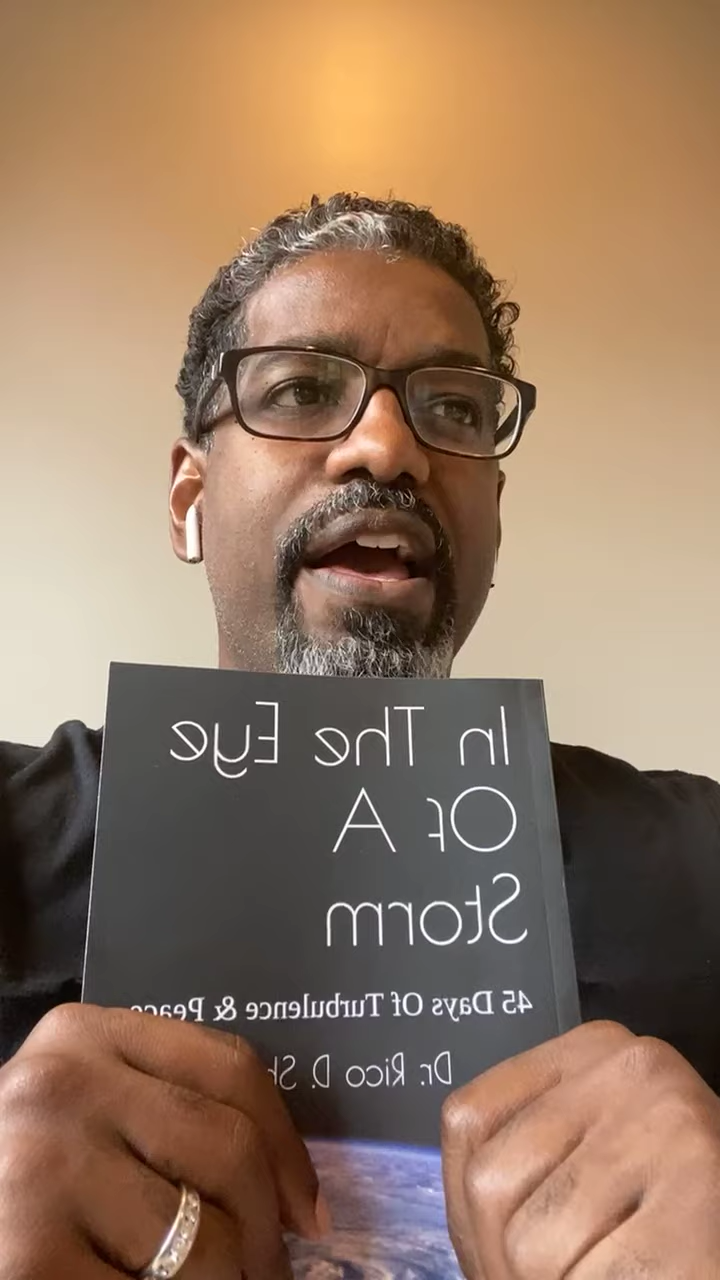 In The Eye
Of A
Storm
45 Days Of Turbulence & Peace
Dr. Rico D.